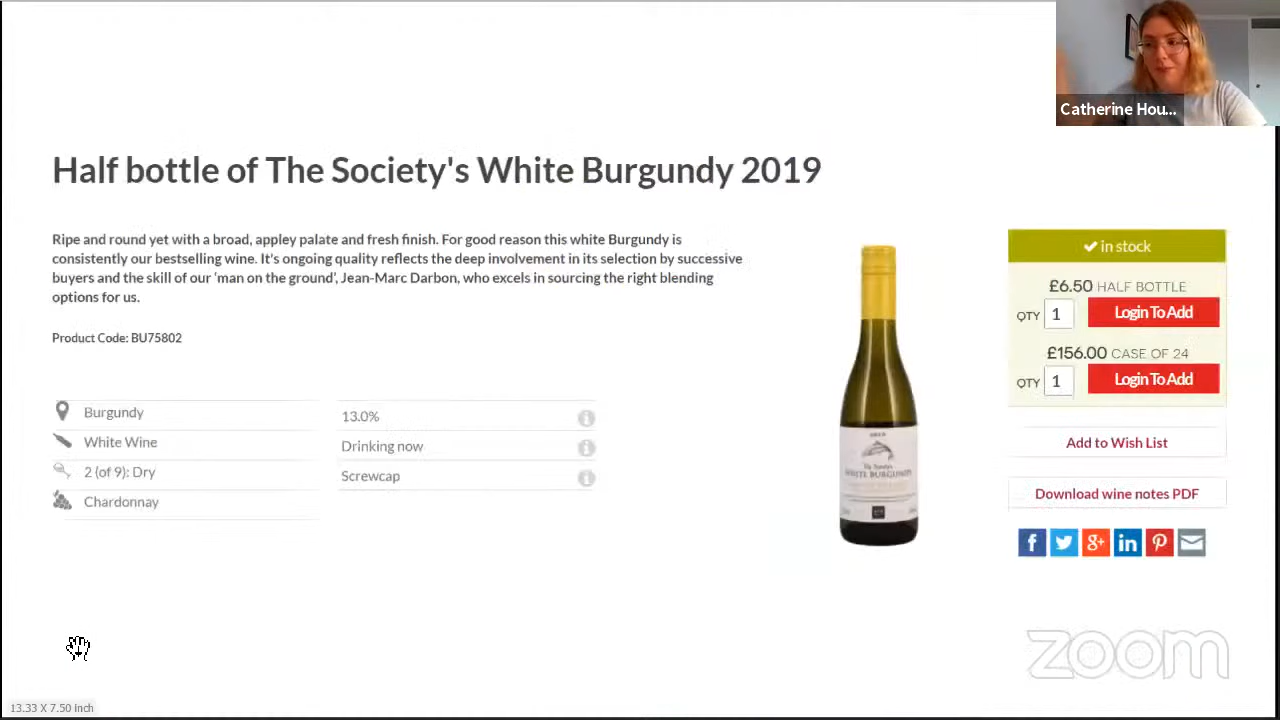 Catherine Hou...
Half bottle of The Society's White Burgundy 2019
Ripe and round yet with a broad, appley palate and fresh finish. For good reason this white Burgundy is
consistently our bestselling wine. It's ongoing quality reflects the deep involvement in its selection by successive
buyers and the skill of our 'man on the ground', Jean-Marc Darbon, who excels in sourcing the right blending
options for us.
Product Code: BU75802
Burgundy
White Wine
2 (of 9): Dry
Chardonnay
13.0%
Drinking now
Screwcap
WHITE BURGUNDY
in stock
£6.50 HALF BOTTLE
QTY 1 Login To Add
£156.00 CASE OF 24
QTY 1 Login To Add
Add to Wish List
Download wine notes PDF
zoom
13.33 X 7.50 Inch